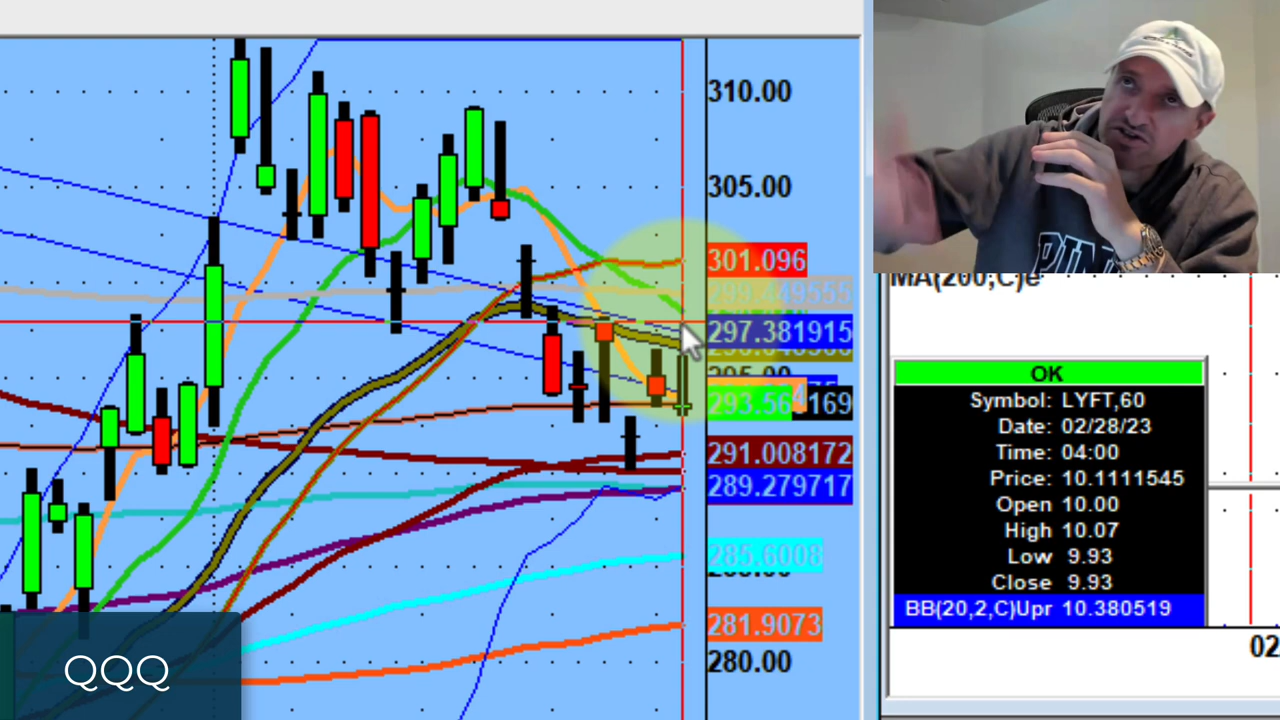 310.00
305.00
301.096
297.381915
293.56
169
291.008172
289.279717
285.6008
281.9073
280.00
QQQ
MA(200,C)e
OK
Symbol: LYFT,60
Date: 02/28/23
Time: 04:00
Price: 10.1111545
Open 10.00
High 10.07
Low 9.93
Close 9.93
BB(20,2,C)Upr 10.380519
02